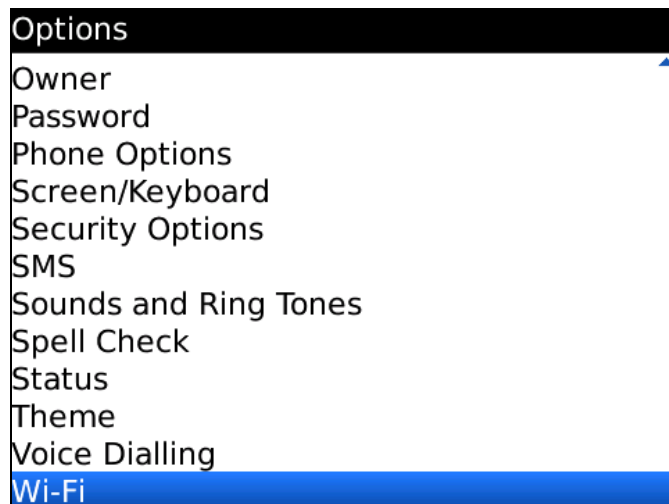 Options
Owner
Password
Phone Options
Screen/Keyboard
Security Options
SMS
Sounds and Ring Tones
Spell Check
Status
Theme
Voice Dialling
Wi-Fi